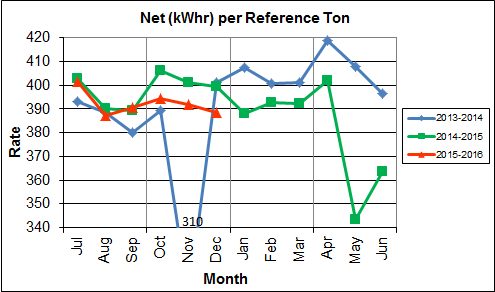 Net (kWhr) per Reference Ton
420
410
400
390
380
370
360
350
340
Rate
310
Jul
Aug
Sep
Oct
Nov
Dec
Jan
Feb
Mar
Apr
May
Jun
Month
2013-2014
2014-2015
2015-2016